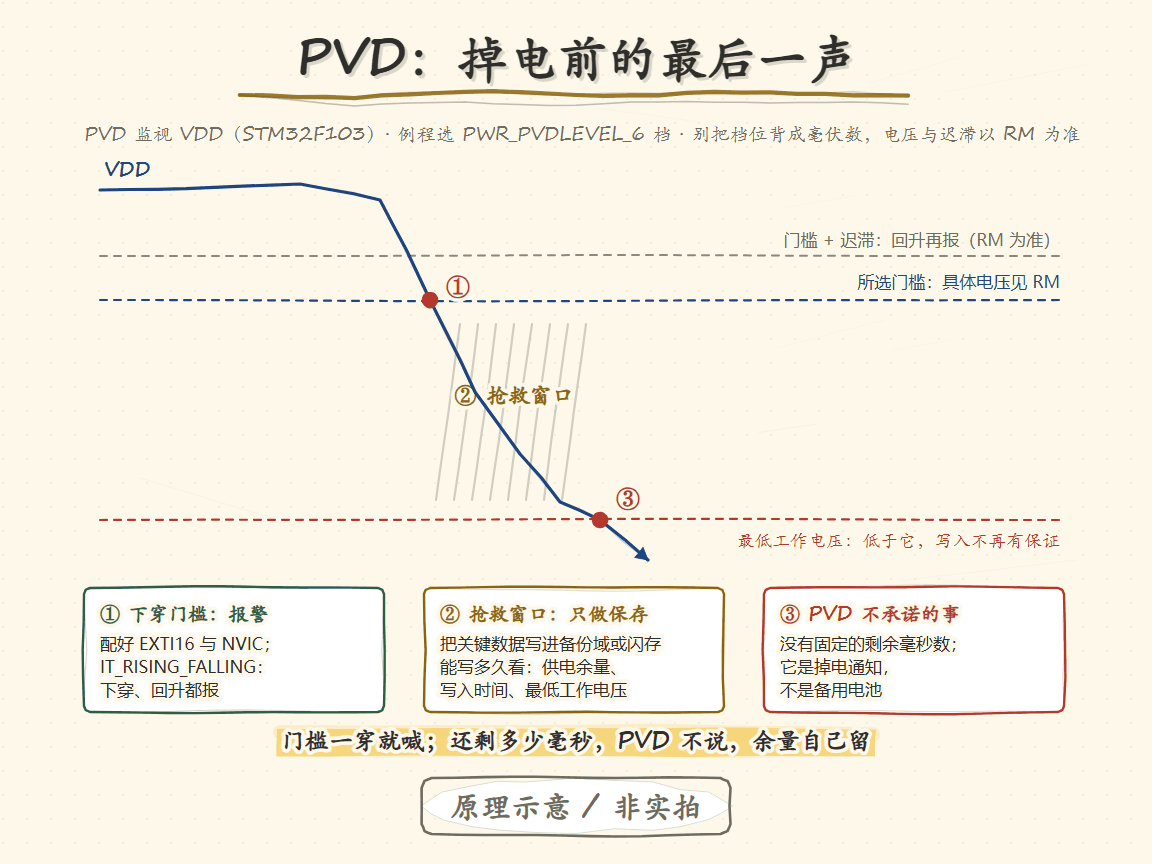 PVD：掉电前的最后一声
PVD 监视 VDD（STM32F103）· 例程选 PWR_PVDLEVEL_6 档 · 别把档位背成毫伏数，电压与迟滞以 RM 为准
VDD
门槛 + 迟滞：回升再报（RM 为准）
所选门槛：具体电压见 RM
①
② 抢救窗口
③
最低工作电压：低于它，写入不再有保证
① 下穿门槛：报警
配好 EXTI16 与 NVIC；
IT_RISING_FALLING：
下穿、回升都报
② 抢救窗口：只做保存
把关键数据写进备份域或闪存
能写多久看：供电余量、
写入时间、最低工作电压
③ PVD 不承诺的事
没有固定的剩余毫秒数；
它是掉电通知，
不是备用电池
门槛一穿就喊；还剩多少毫秒，PVD 不说，余量自己留
原理示意 / 非实拍